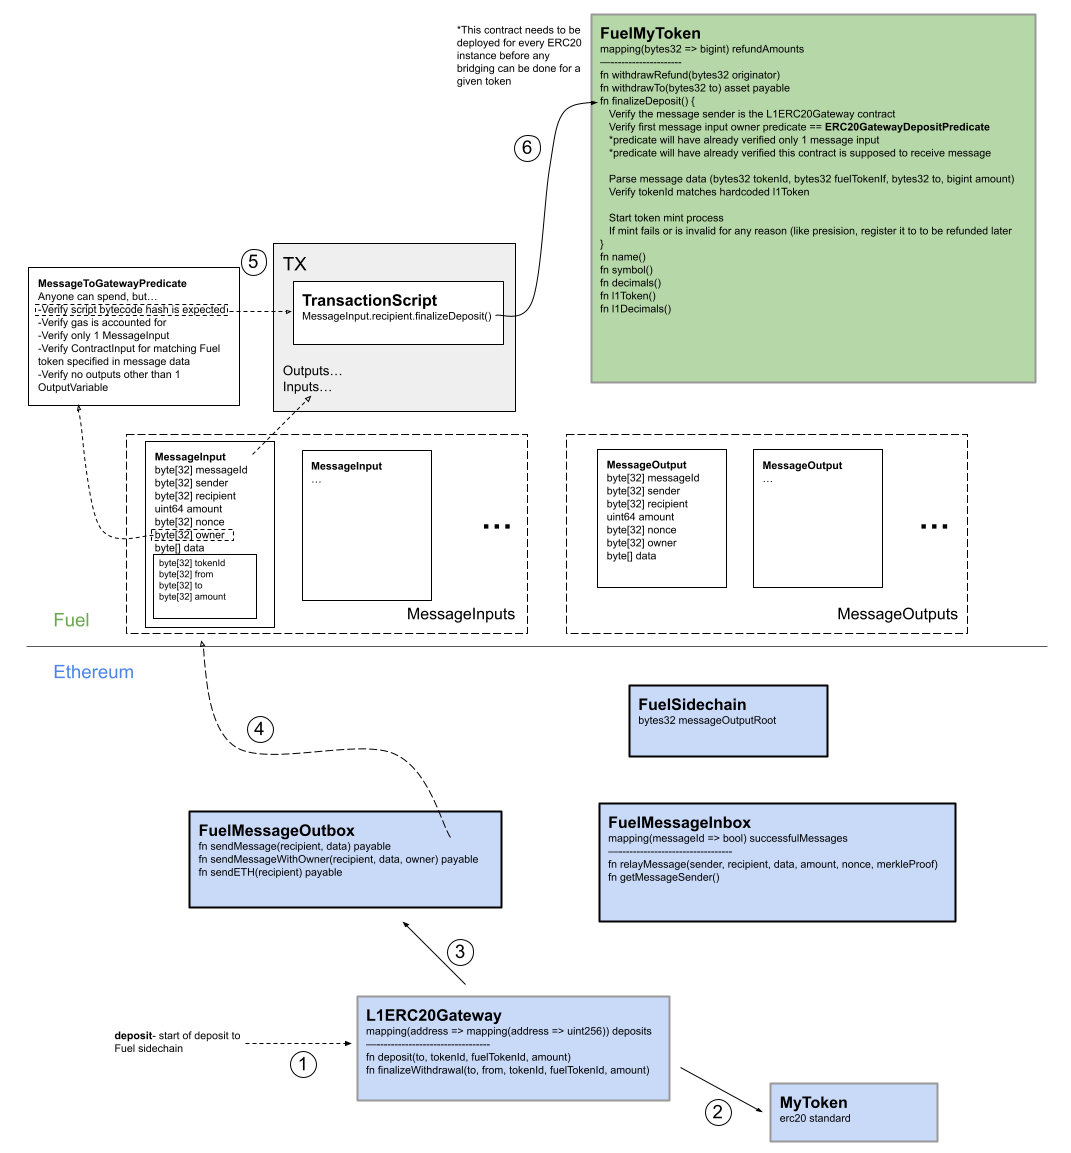 *This contract needs to be
deployed for every ERC20
instance before any
bridging can be done for a
given token
FuelMyToken
mapping(bytes32 => bigint) refundAmounts
----------------------
fn withdrawRefund(bytes32 originator)
fn withdrawTo(bytes32 to) asset payable
fn finalizeDeposit() {
Verify the message sender is the L1ERC20Gateway contract
Verify first message input owner predicate == ERC20GatewayDepositPredicate
*predicate will have already verified only 1 message input
*predicate will have already verified this contract is supposed to receive message
Parse message data (bytes32 tokenId, bytes32 fuelTokenIf, bytes32 to, bigint amount)
Verify tokenId matches hardcoded l1Token
Start token mint process
If mint fails or is invalid for any reason (like presision, register it to to be refunded later
}
fn name()
fn symbol()
fn decimals()
fn l1Token()
fn l1Decimals()
6
5
MessageToGatewayPredicate
Anyone can spend, but…
-Verify script bytecode hash is expected
-Verify gas is accounted for
-Verify only 1 MessageInput
-Verify ContractInput for matching Fuel
token specified in message data
-Verify no outputs other than 1
OutputVariable
TX
TransactionScript
MessageInput.recipient.finalizeDeposit()
Outputs…
Inputs…
MessageInput
byte[32] messageId
byte[32] sender
byte[32] recipient
uint64 amount
byte[32] nonce
byte[32] owner
byte[] data
byte[32] tokenId
byte[32] from
byte[32] to
byte[32] amount
MessageInput
…
...
MessageInputs
MessageOutput
byte[32] messageId
byte[32] sender
byte[32] recipient
uint64 amount
byte[32] nonce
byte[32] owner
byte[] data
MessageOutput
…
...
MessageOutputs
Fuel
Ethereum
FuelSidechain
bytes32 messageOutputRoot
4
FuelMessageOutbox
fn sendMessage(recipient, data) payable
fn sendMessageWithOwner(recipient, data, owner) payable
fn sendETH(recipient) payable
FuelMessageInbox
mapping(messageId => bool) successfulMessages
-----------------------------------
fn relayMessage(sender, recipient, data, amount, nonce, merkleProof)
fn getMessageSender()
3
L1ERC20Gateway
mapping(address => mapping(address => uint256)) deposits
-----------------------------------
fn deposit(to, tokenId, fuelTokenId, amount)
fn finalizeWithdrawal(to, from, tokenId, fuelTokenId, amount)
deposit- start of deposit to
Fuel sidechain
1
2
MyToken
erc20 standard